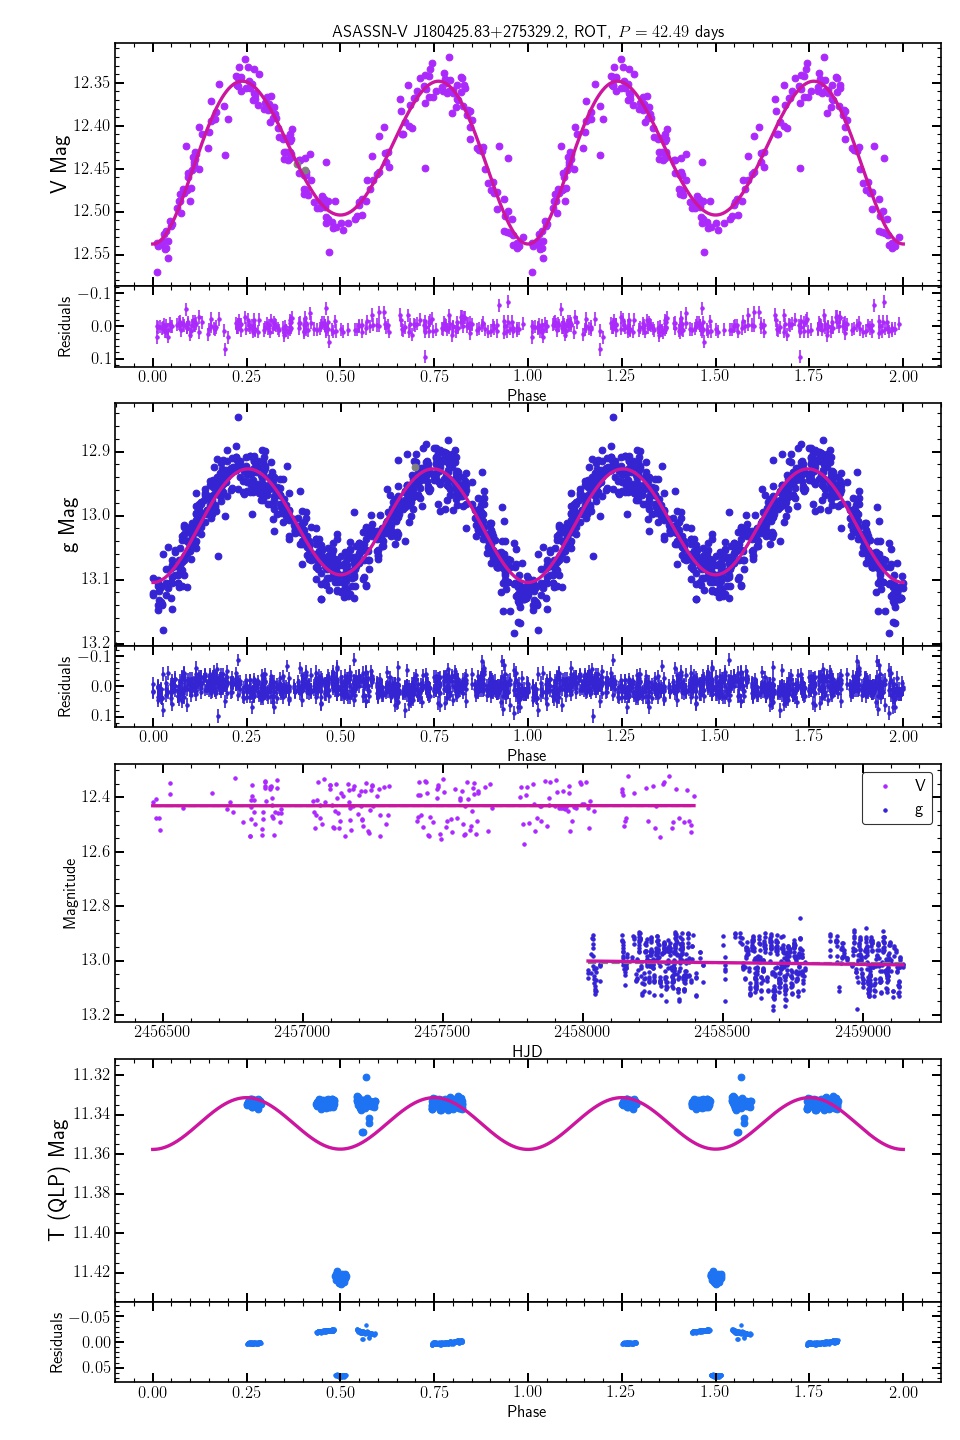 ASASSN-V J180425.83+275329.2, ROT, P = 42.49 days
V Mag
12.35
12.40
12.45
12.50
12.55
Residuals
−0.1
0.0
0.1
0.00 0.25 0.50 0.75 1.00 1.25 1.50 1.75 2.00
Phase
g Mag
12.9
13.0
13.1
13.2
Residuals
−0.1
0.0
0.1
0.00 0.25 0.50 0.75 1.00 1.25 1.50 1.75 2.00
Phase
Magnitude
12.4
12.6
12.8
13.0
13.2
V
g
2456500 2457000 2457500 2458000 2458500 2459000
HJD
T (QLP) Mag
11.32
11.34
11.36
11.38
11.40
11.42
Residuals
−0.05
0.00
0.05
0.00 0.25 0.50 0.75 1.00 1.25 1.50 1.75 2.00
Phase